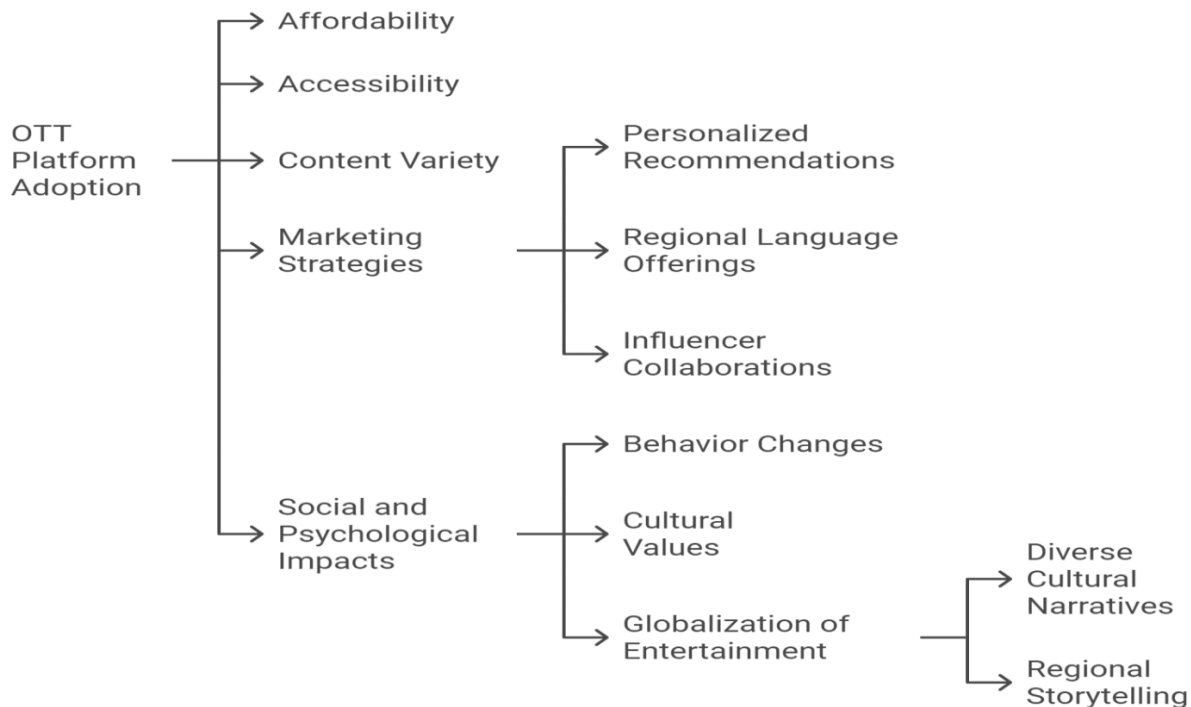 OTT
Platform
Adoption
Affordability
Accessibility
Content Variety
Marketing
Strategies
Personalized
Recommendations
Regional Language
Offerings
Influencer
Collaborations
Social and
Psychological
Impacts
Behavior Changes
Cultural
Values
Globalization of
Entertainment
Diverse
Cultural
Narratives
Regional
Storytelling